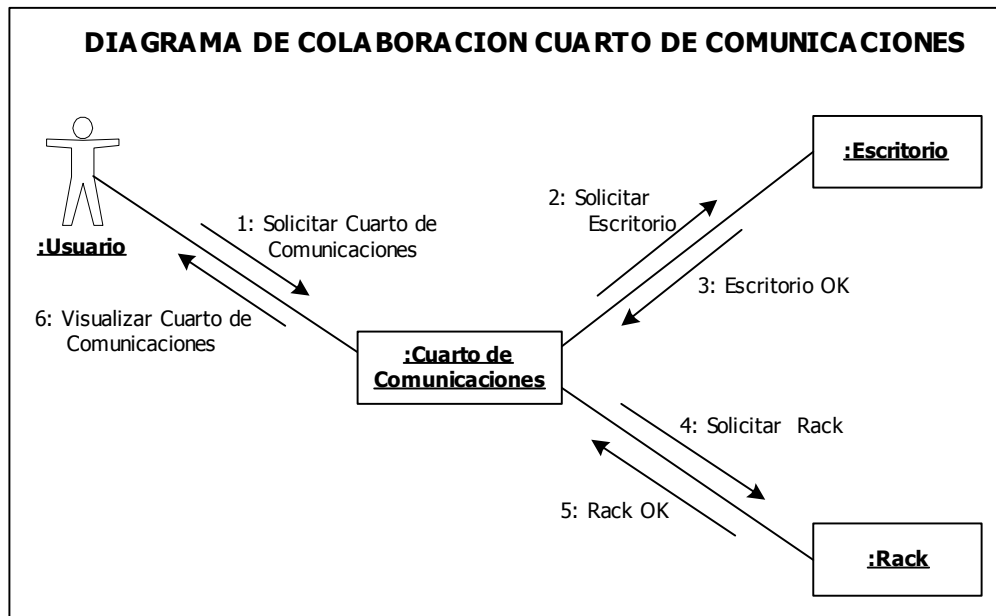 DIAGRAMA DE COLABORACION CUARTO DE COMUNICACIONES
:Escritorio
2: Solicitar
Escritorio
1: Solicitar Cuarto de
Comunicaciones
:Usuario
3: Escritorio OK
6: Visualizar Cuarto de
Comunicaciones
:Cuarto de
Comunicaciones
4: Solicitar Rack
5: Rack OK
:Rack